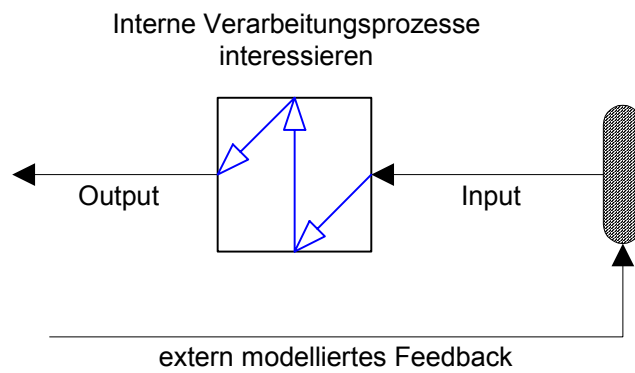 Interne Verarbeitungsprozesse
interessieren
Output
Input
extern modelliertes Feedback